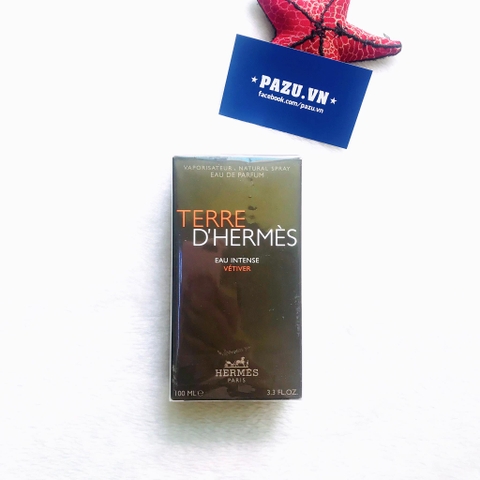 ★ PAZU.VN ★
facebook.com/pazu.vn
VAPORISATEUR - NATURAL SPRAY
EAU DE PARFUM
TERRE
D'HERMÈS
EAU INTENSE
VÉTIVER
HERMÈS
PARIS
100 ML ℮ 3.3 FL.OZ